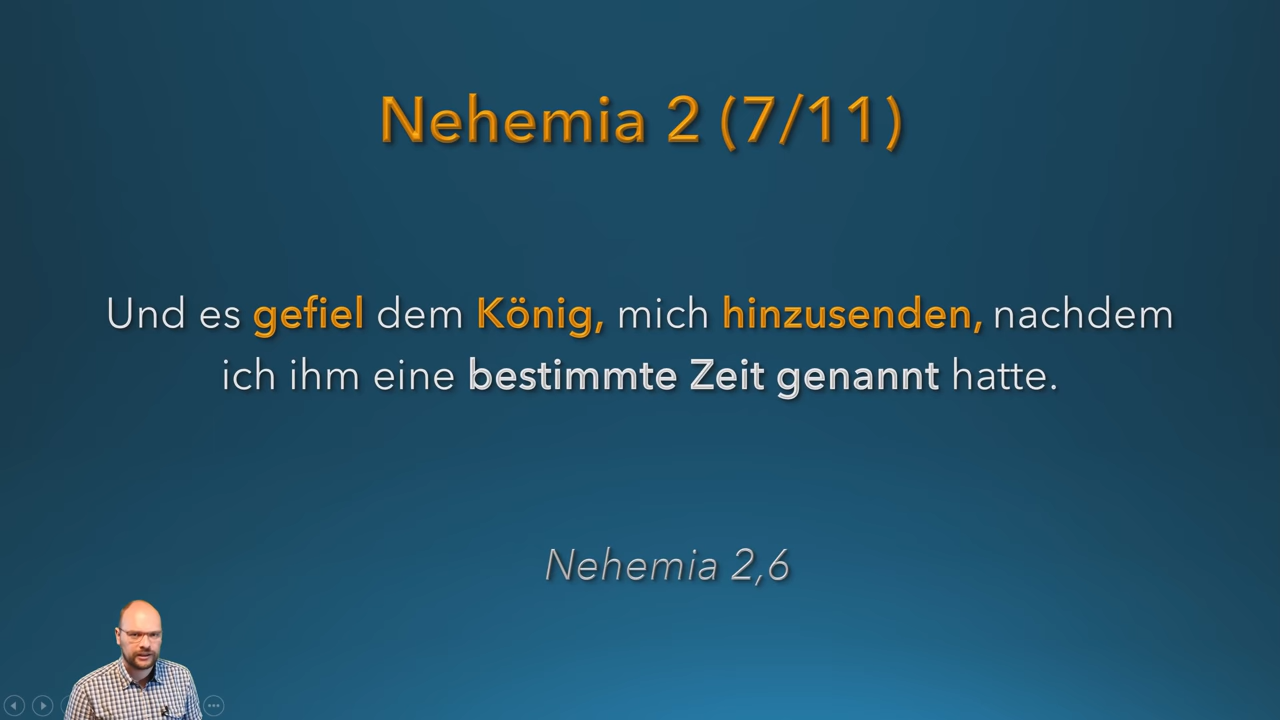 Nehemia 2 (7/11)
Und es gefiel dem König, mich hinzusenden, nachdem
ich ihm eine bestimmte Zeit genannt hatte.
Nehemia 2,6